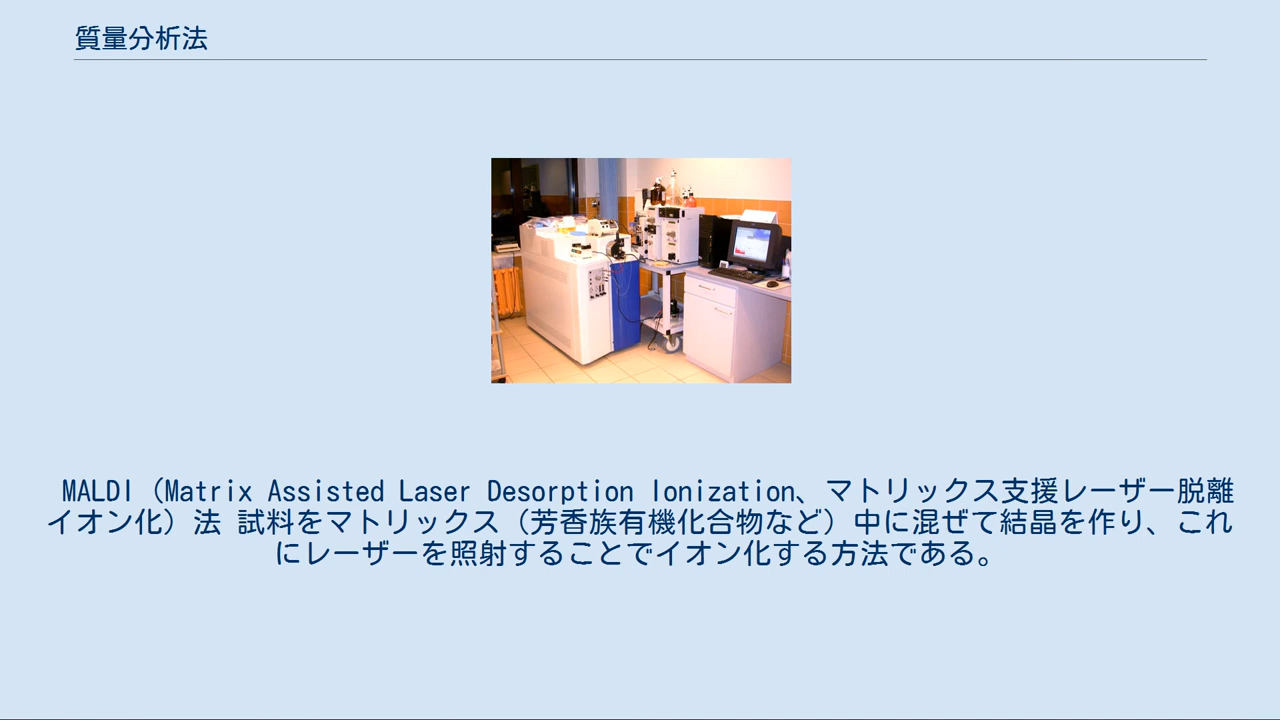 質量分析法
MALDI（Matrix Assisted Laser Desorption Ionization、マトリックス支援レーザー脱離
イオン化）法 試料をマトリックス（芳香族有機化合物など）中に混ぜて結晶を作り、これ
にレーザーを照射することでイオン化する方法である。